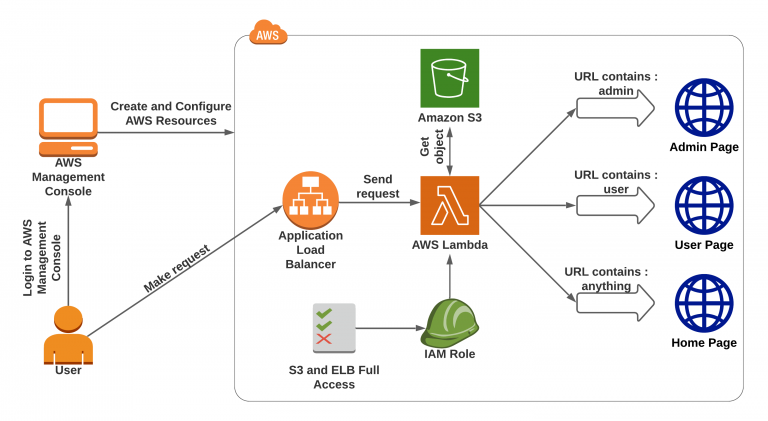 AWS
URL contains :
admin
Create and Configure
AWS Resources
Amazon S3
Get
object
Admin Page
AWS
Management
Console
Send
request
URL contains :
user
Application
Load
Balancer
AWS Lambda
User Page
Login to AWS
Management
Console
Make request
URL contains :
anything
User
S3 and ELB Full
Access
IAM Role
Home Page